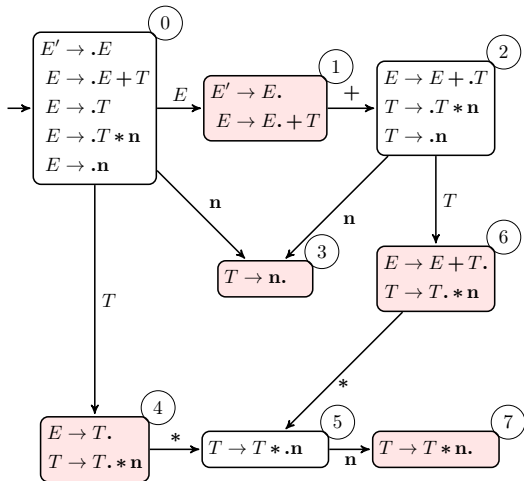 0
E′ → .E
E → .E + T
E → .T
E → .T * n
E → .n
E
1
E′ → E.
E → E. + T
+
2
E → E + .T
T → .T * n
T → .n
n
n
T
3
T → n.
6
E → E + T.
T → T. * n
T
*
4
E → T.
T → T. * n
*
5
T → T * .n
n
7
T → T * n.